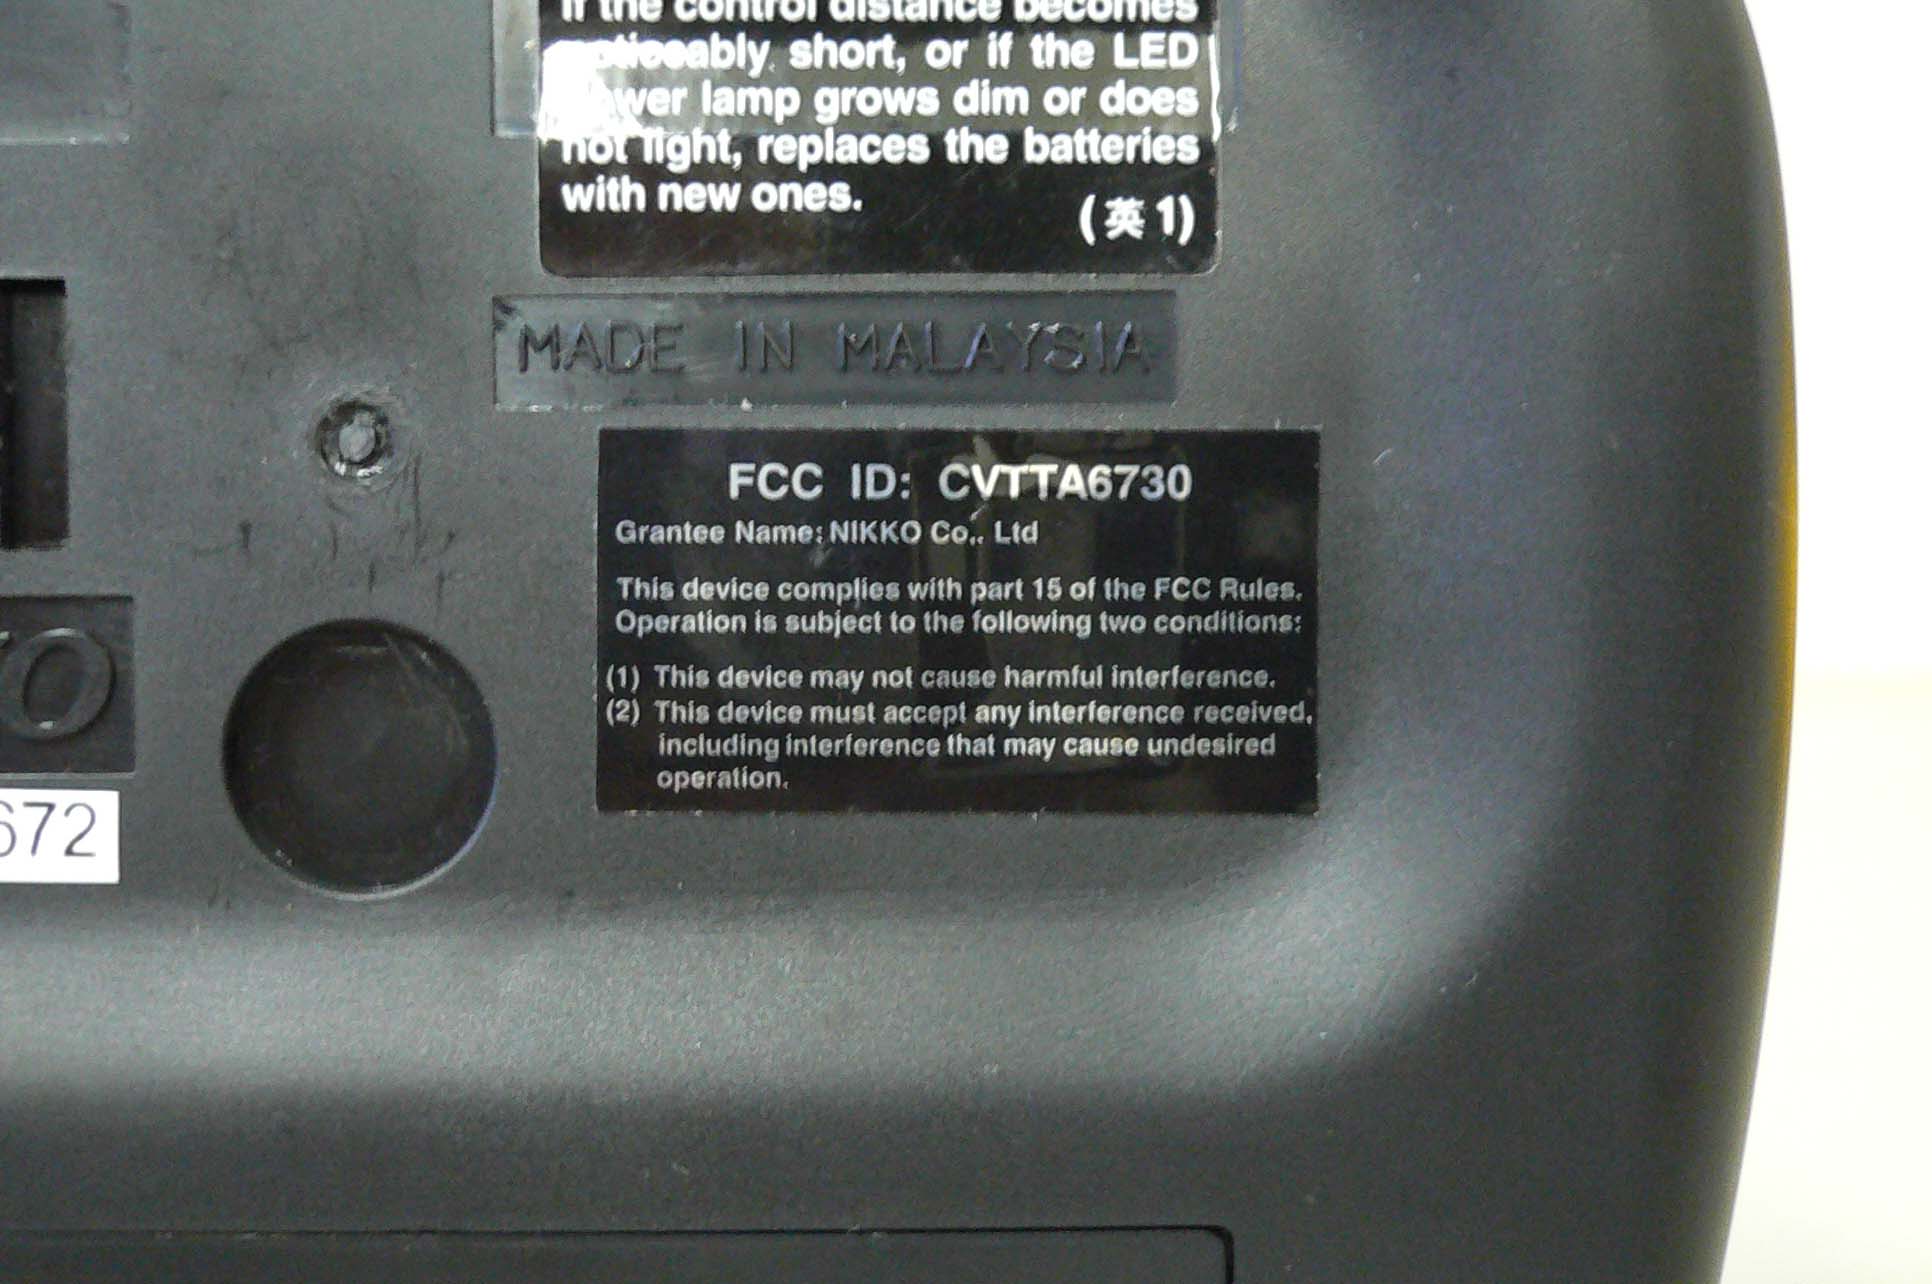 If the control distance becomes
noticeably short, or if the LED
power lamp grows dim or does
not light, replaces the batteries
with new ones.
(英1)
MADE IN MALAYSIA
FCC ID: CVTTA6730
Grantee Name: NIKKO Co,. Ltd
This device complies with part 15 of the FCC Rules.
Operation is subject to the following two conditions:
(1) This device may not cause harmful interference.
(2) This device must accept any interference received,
including interference that may cause undesired
operation.
672